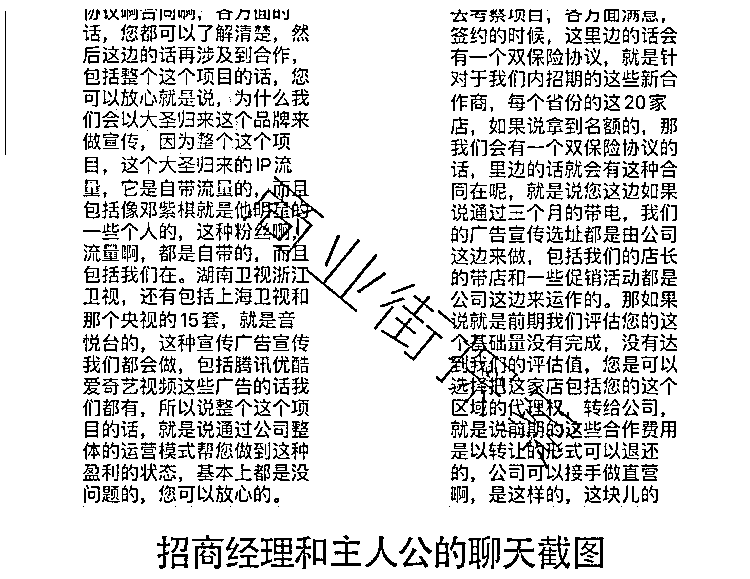 协议啊合同啊，各方面的
话，您都可以了解清楚，然
后这边的话再涉及到合作，
包括整个这个项目的话，您
可以放心就是说，为什么我
们会以大圣归来这个品牌来
做宣传，因为整个这个项
目，这个大圣归来的IP流
量，它是自带流量的，而且
包括像邓紫棋就是他明星的
一些个人的，这种粉丝啊，
流量啊，都是自带的，而且
包括我们在。湖南卫视浙江
卫视，还有包括上海卫视和
那个央视的15套，就是音
悦台的，这种宣传广告宣传
我们都会做，包括腾讯优酷
爱奇艺视频这些广告的话我
们都有，所以说整个这个项
目的话，就是说通过公司整
体的运营模式帮您做到这种
盈利的状态，基本上都是没
问题的，您可以放心的。
去考察项目，各方面满意，
签约的时候，这里边的话会
有一个双保险协议，就是针
对于我们内招期的这些新合
作商，每个省份的这20家
店，如果说拿到名额的，那
我们会有一个双保险协议的
话，里边的话就会有这种合
同在呢，就是说您这边如果
说通过三个月的带电，我们
的广告宣传选址都是由公司
这边来做，包括我们的店长
的带店和一些促销活动都是
公司这边来运作的。那如果
说就是前期我们评估您的这
个基础量没有完成，没有达
到我们的评估值，您是可以
选择把这家店包括您的这个
区域的代理权，转给公司，
就是说前期的这些合作费用
是以转让的形式可以退还
的，公司可以接手做直营
啊，是这样的，这块儿的
创业街探案
招商经理和主人公的聊天截图